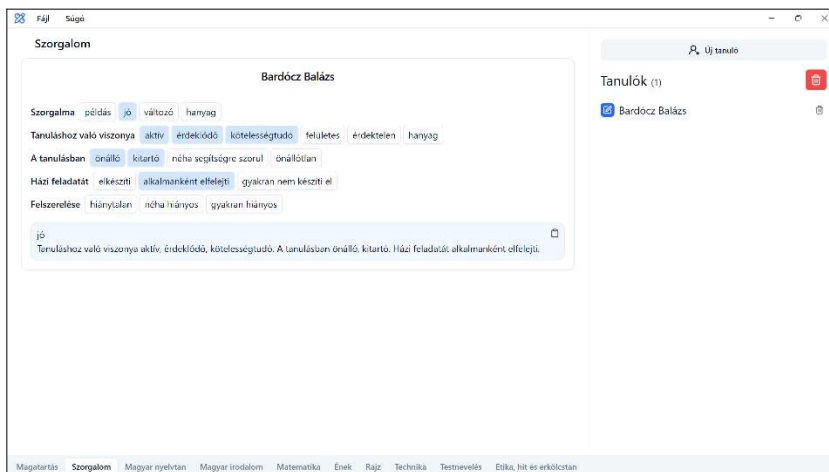 Fájl Súgó
Szorgalom
Bardócz Balázs
Szorgalma példás jó változó hanyag
Tanuláshoz való viszonya aktív érdeklődő kötelességtudó felületes érdektelen hanyag
A tanulásban önálló kitartó néha segítségre szorul önállótlan
Házi feladatát elkészíti alkalmanként elfelejti gyakran nem készíti el
Felszerelése hiánytalan néha hiányos gyakran hiányos
jó
Tanuláshoz való viszonya aktív, érdeklődő, kötelességtudó. A tanulásban önálló, kitartó. Házi feladatát alkalmanként elfelejti.
Új tanuló
Tanulók (1)
Bardócz Balázs
Magatartás Szorgalom Magyar nyelvtan Magyar irodalom Matematika Ének Rajz Technika Testnevelés Etika, hit és erkölcstan